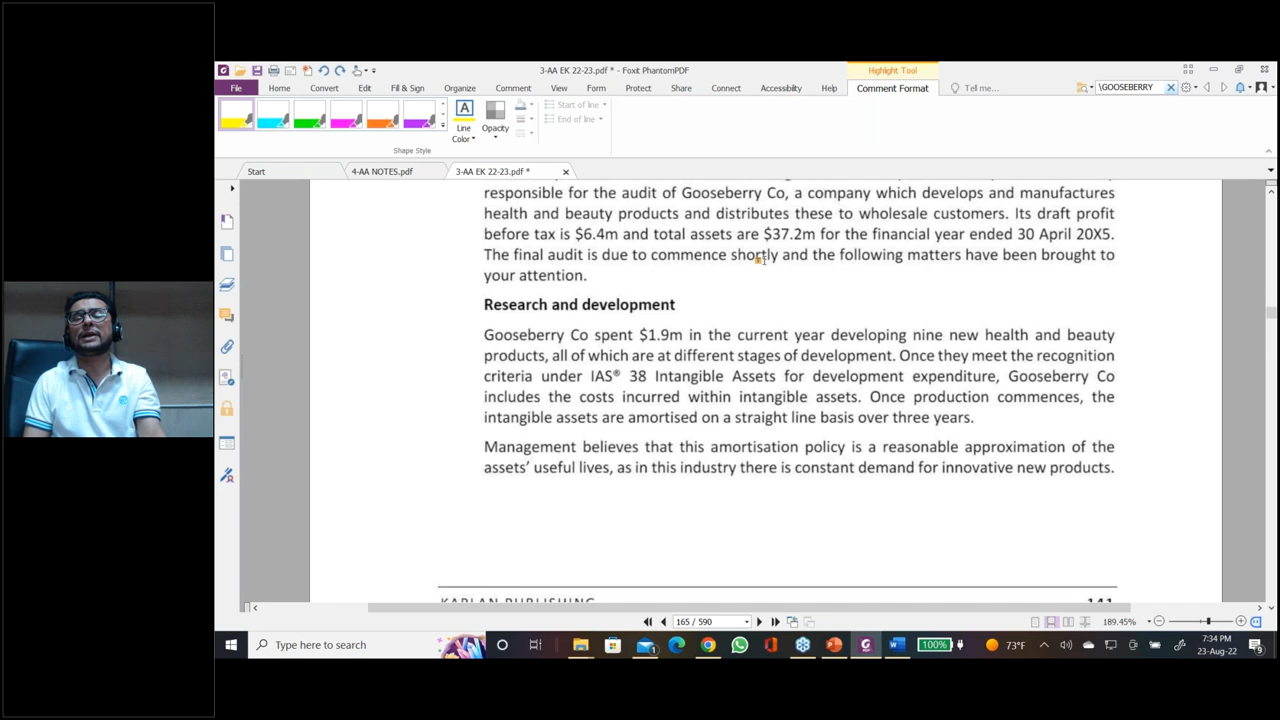 3-AA EK 22-23.pdf * - Foxit PhantomPDF
Highlight Tool
File Home Convert Edit Fill & Sign Organize Comment View Form Protect Share Connect Accessibility Help Comment Format Tell me...
\GOOSEBERRY
Line
Color
Opacity
Start of line
End of line
Shape Style
Start
4-AA NOTES.pdf
3-AA EK 22-23.pdf *
responsible for the audit of Gooseberry Co, a company which develops and manufactures
health and beauty products and distributes these to wholesale customers. Its draft profit
before tax is $6.4m and total assets are $37.2m for the financial year ended 30 April 20X5.
The final audit is due to commence shortly and the following matters have been brought to
your attention.
Research and development
Gooseberry Co spent $1.9m in the current year developing nine new health and beauty
products, all of which are at different stages of development. Once they meet the recognition
criteria under IAS® 38 Intangible Assets for development expenditure, Gooseberry Co
includes the costs incurred within intangible assets. Once production commences, the
intangible assets are amortised on a straight line basis over three years.
Management believes that this amortisation policy is a reasonable approximation of the
assets' useful lives, as in this industry there is constant demand for innovative new products.
KAPLAN PUBLISHING
141
165 / 590
189.45%
Type here to search
100%
73°F
7:34 PM
23-Aug-22